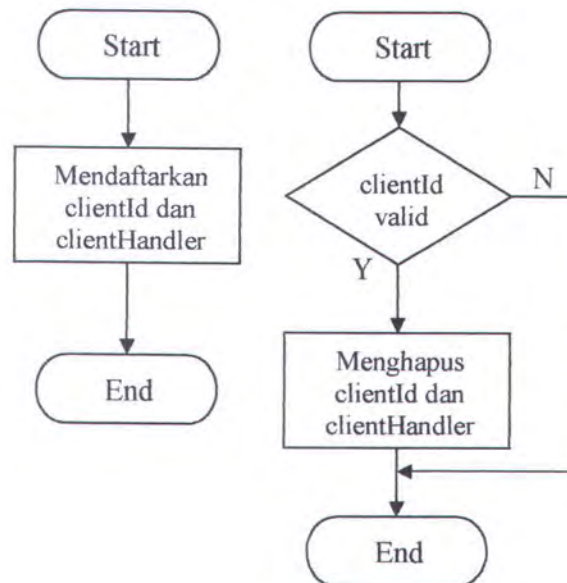 Start
Mendaftarkan
clientId dan
clientHandler
End
Start
clientId
valid
N
Y
Menghapus
clientId dan
clientHandler
End